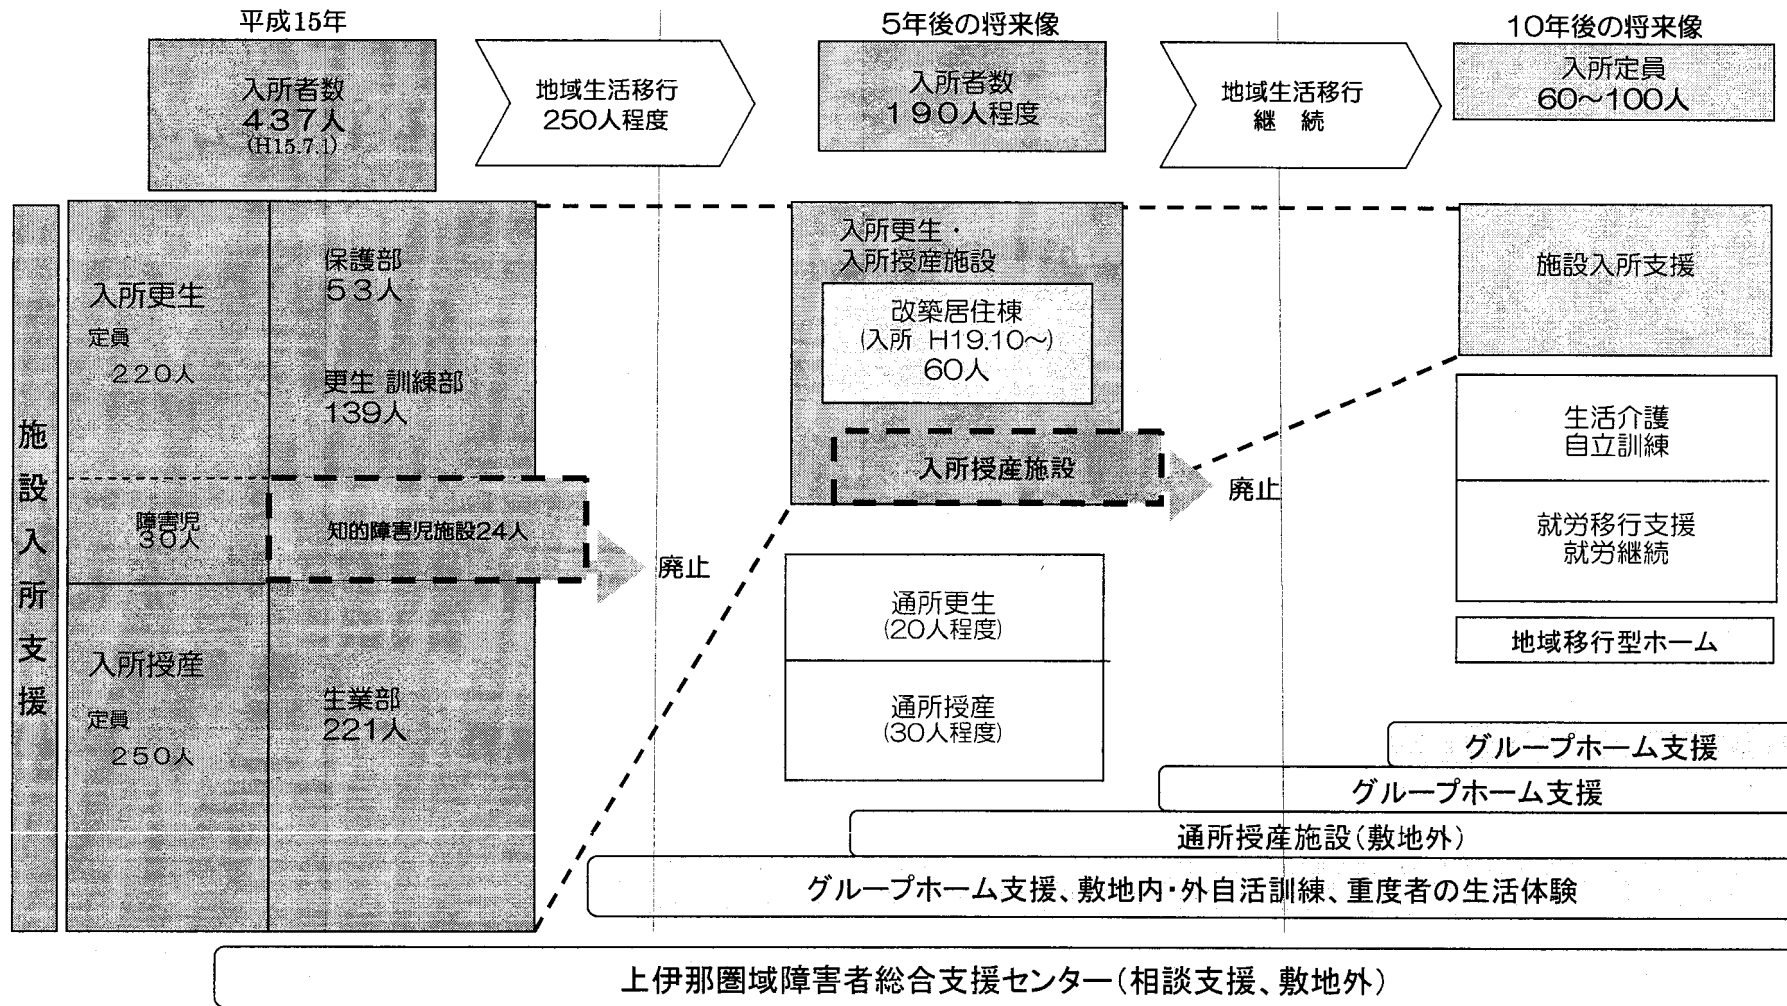 平成15年
5年後の将来像
10年後の将来像
入所者数
437人
(H15.7.1)
地域生活移行
250人程度
入所者数
190人程度
地域生活移行
継 続
入所定員
60～100人
施設入所支援
入所更生
定員
220人
保護部
53人
更生訓練部
139人
障害児
30人
知的障害児施設24人
廃止
入所授産
定員
250人
生業部
221人
入所更生・
入所授産施設
改築居住棟
(入所 H19.10～)
60人
入所授産施設
廃止
通所更生
(20人程度)
通所授産
(30人程度)
施設入所支援
生活介護
自立訓練
就労移行支援
就労継続
地域移行型ホーム
グループホーム支援
グループホーム支援
通所授産施設(敷地外)
グループホーム支援、敷地内・外自活訓練、重度者の生活体験
上伊那圏域障害者総合支援センター(相談支援、敷地外)